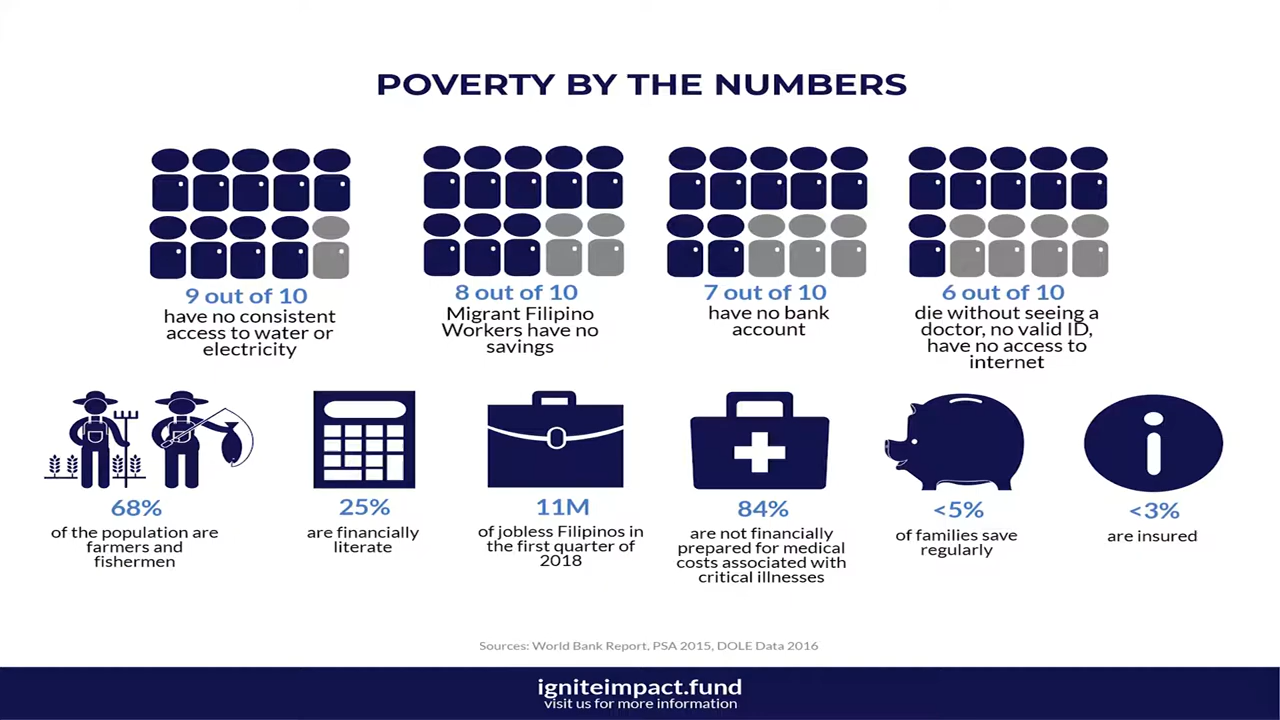 POVERTY BY THE NUMBERS
9 out of 10
have no consistent
access to water or
electricity
8 out of 10
Migrant Filipino
Workers have no
savings
7 out of 10
have no bank
account
6 out of 10
die without seeing a
doctor, no valid ID,
have no access to
internet
68%
of the population are
farmers and
fishermen
25%
are financially
literate
11M
of jobless Filipinos in
the first quarter of
2018
84%
are not financially
prepared for medical
costs associated with
critical illnesses
<5%
of families save
regularly
<3%
are insured
Sources: World Bank Report, PSA 2015, DOLE Data 2016
igniteimpact.fund
visit us for more information